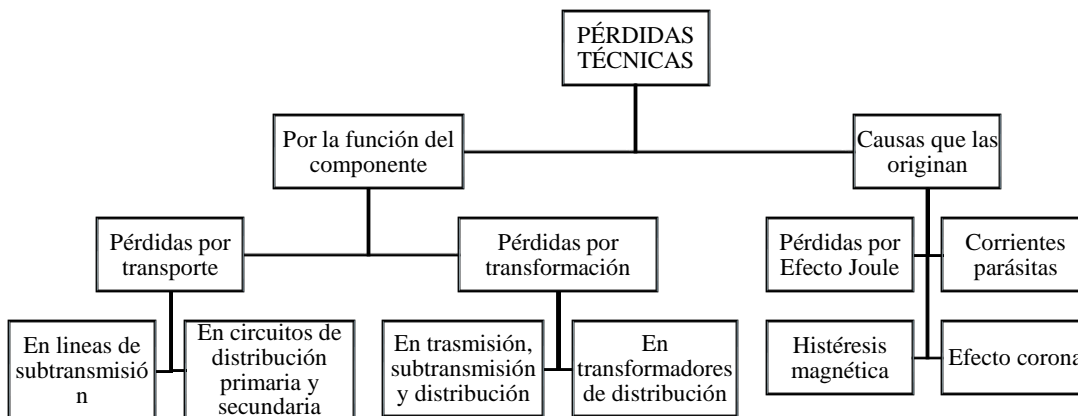 PÉRDIDAS
TÉCNICAS
Por la función del
componente
Causas que las
originan
Pérdidas por
transporte
Pérdidas por
transformación
Pérdidas por
Efecto Joule
Corrientes
parásitas
En lineas de
subtransmisió
n
En circuitos de
distribución
primaria y
secundaria
En trasmisión,
subtransmisión
y distribución
En
transformadores
de distribución
Histéresis
magnética
Efecto corona